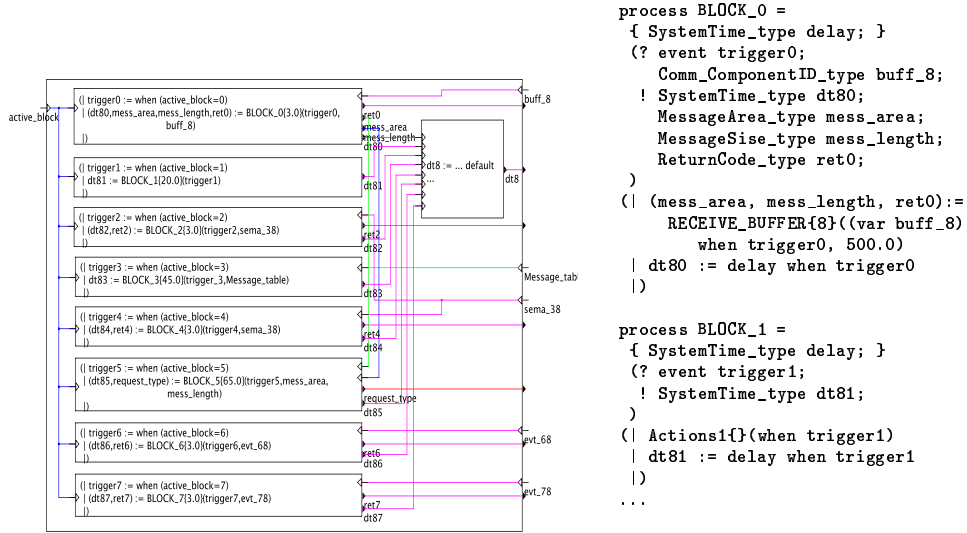 active_block
(| trigger0 := when (active_block=0)
| (dt80,mess_area,mess_length,ret0) := BLOCK_0[3.0](trigger0,
buff_8)
|)
(| trigger1 := when (active_block=1)
| dt81 := BLOCK_1[20.0](trigger1)
|)
(| trigger2 := when (active_block=2)
| (dt82,ret2) := BLOCK_2[3.0](trigger2,sema_38)
|)
(| trigger3 := when (active_block=3)
| dt83 := BLOCK_3[45.0](trigger_3,Message_table)
|)
(| trigger4 := when (active_block=4)
| (dt84,ret4) := BLOCK_4[3.0](trigger4,sema_38)
|)
(| trigger5 := when (active_block=5)
| (dt85,request_type) := BLOCK_5[65.0](trigger5,mess_area,
mess_length)
|)
(| trigger6 := when (active_block=6)
| (dt86,ret6) := BLOCK_6[3.0](trigger6,evt_68)
|)
(| trigger7 := when (active_block=7)
| (dt87,ret7) := BLOCK_7[3.0](trigger7,evt_78)
|)
ret0
mess_area
mess_length
dt80
dt81
ret2
dt82
dt83
ret4
dt84
request_type
dt85
ret6
dt86
ret7
dt87
dt8 := ... default
...
buff_8
dt8
Message_tabl
sema_38
evt_68
evt_78
process BLOCK_0 =
{ SystemTime_type delay; }
(? event trigger0;
Comm_ComponentID_type buff_8;
! SystemTime_type dt80;
MessageArea_type mess_area;
MessageSise_type mess_length;
ReturnCode_type ret0;
)
(| (mess_area, mess_length, ret0):=
RECEIVE_BUFFER{8}((var buff_8)
when trigger0, 500.0)
| dt80 := delay when trigger0
|)
process BLOCK_1 =
{ SystemTime_type delay; }
(? event trigger1;
! SystemTime_type dt81;
)
(| Actions1{}(when trigger1)
| dt81 := delay when trigger1
|)
...